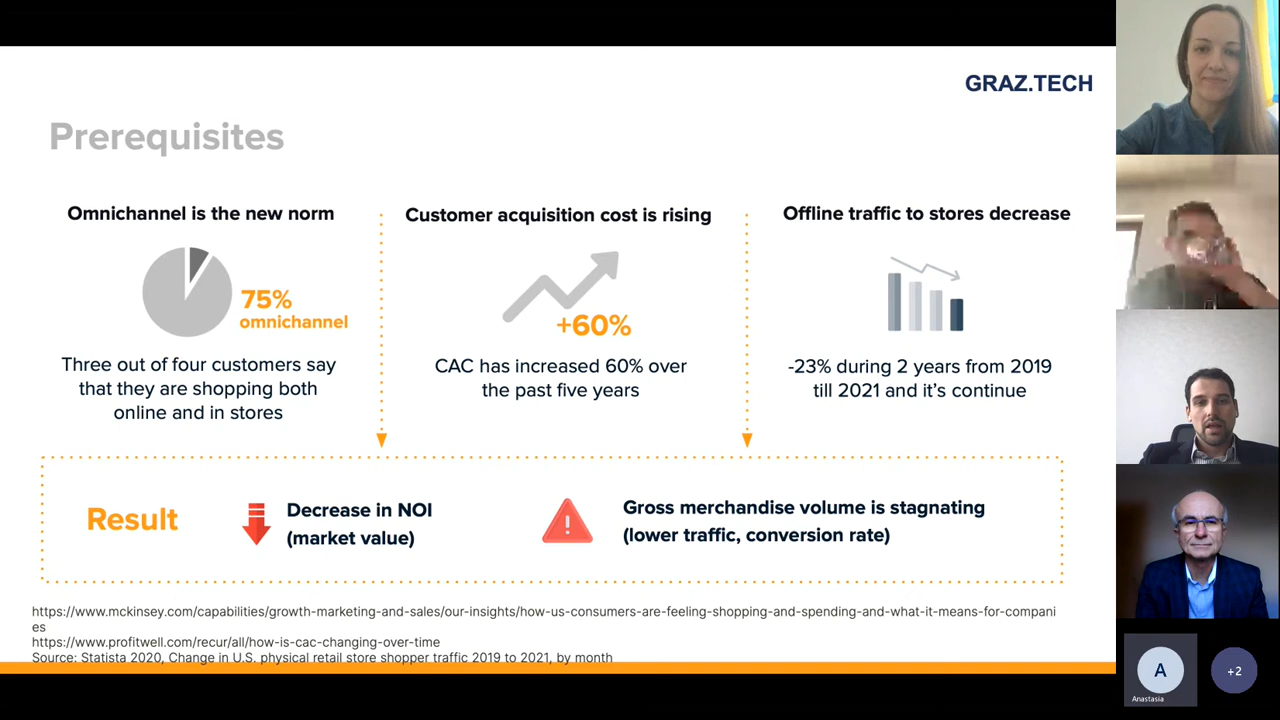 GRAZ.TECH
Prerequisites
Omnichannel is the new norm
75%
omnichannel
Three out of four customers say
that they are shopping both
online and in stores
Customer acquisition cost is rising
+60%
CAC has increased 60% over
the past five years
Offline traffic to stores decrease
-23% during 2 years from 2019
till 2021 and it's continue
Result
Decrease in NOI
(market value)
!
Gross merchandise volume is stagnating
(lower traffic, conversion rate)
https://www.mckinsey.com/capabilities/growth-marketing-and-sales/our-insights/how-us-consumers-are-feeling-shopping-and-spending-and-what-it-means-for-compani
es
https://www.profitwell.com/recur/all/how-is-cac-changing-over-time
Source: Statista 2020, Change in U.S. physical retail store shopper traffic 2019 to 2021, by month
A
Anastasia
+2